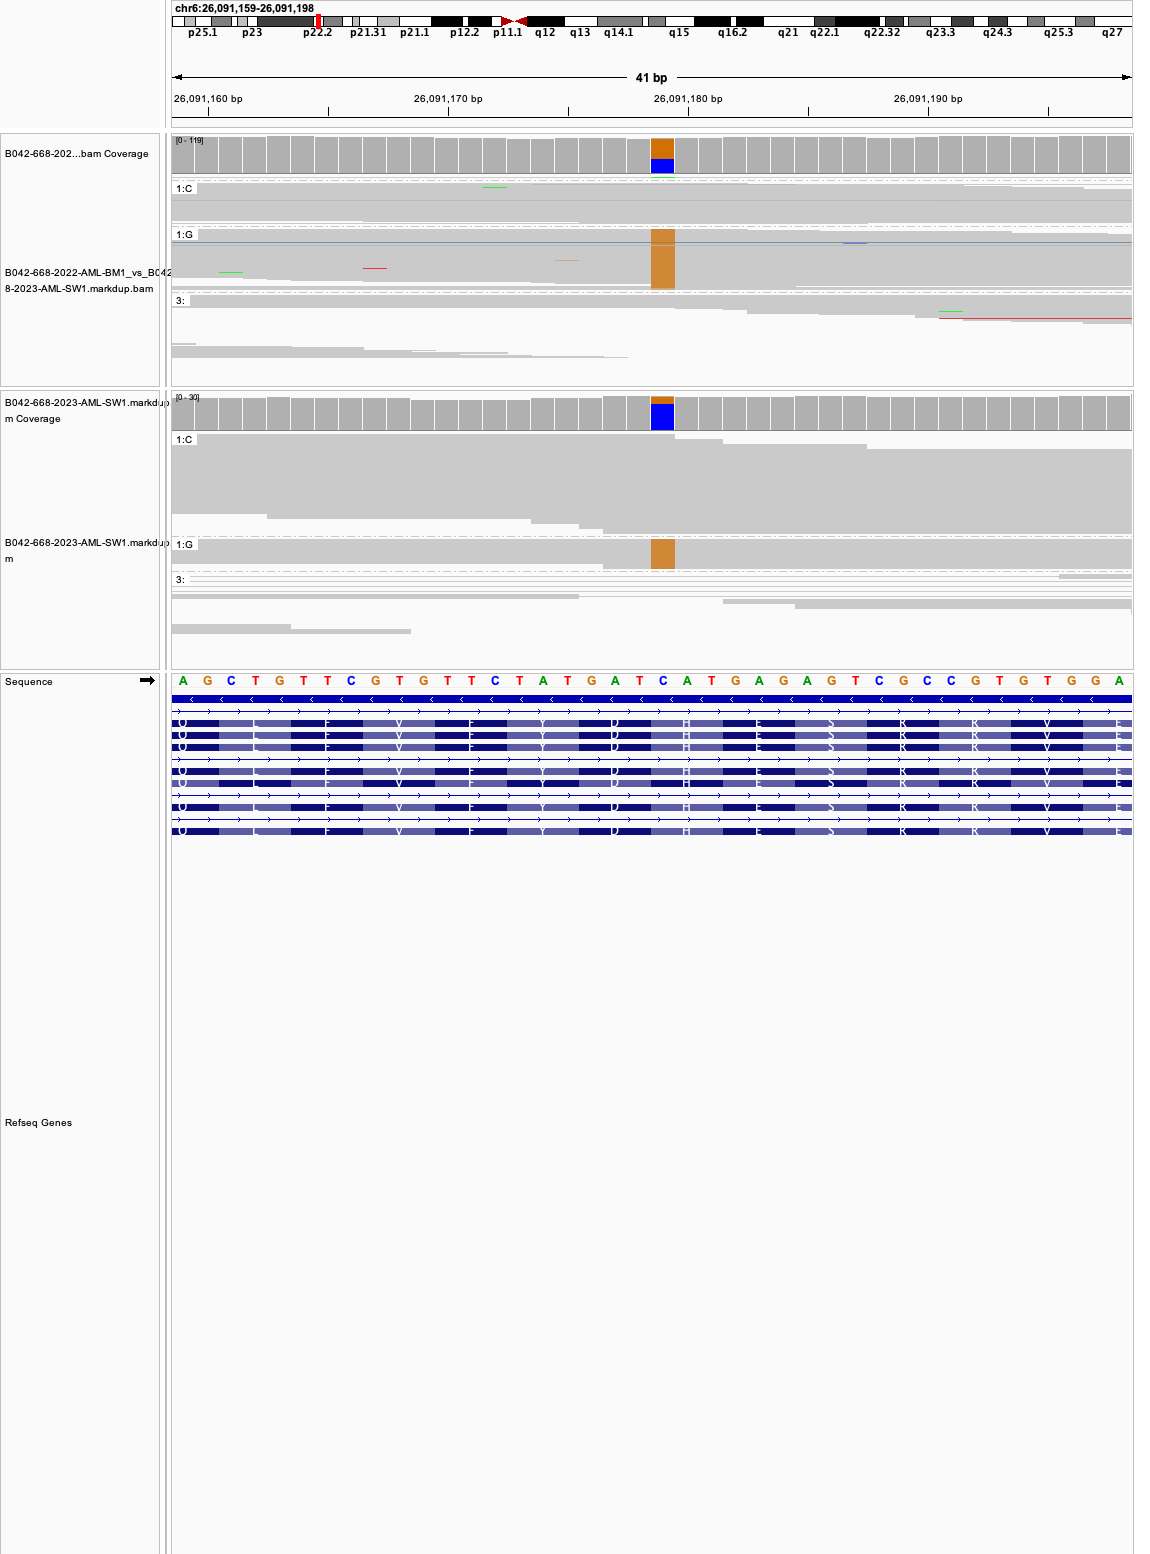 chr6:26,091,159-26,091,198
p25.1 p23 p22.2 p21.31 p21.1 p12.2 p11.1 q12 q13 q14.1 q15 q16.2 q21 q22.1 q22.32 q23.3 q24.3 q25.3 q27
41 bp
26,091,160 bp 26,091,170 bp 26,091,180 bp 26,091,190 bp
[0 - 119]
B042-668-202...bam Coverage
1:C
1:G
B042-668-2022-AML-BM1_vs_B042
8-2023-AML-SW1.markdup.bam
3:
[0 - 30]
B042-668-2023-AML-SW1.markdup
m Coverage
1:C
B042-668-2023-AML-SW1.markdup
m
1:G
3:
Sequence
A G C T G T T C G T G T T C T A T G A T C A T G A G A G T C G C C G T G T G G A
Q L F V F Y D H E S R R V E
Q L F V F Y D H E S R R V E
Q L F V F Y D H E S R R V E
Q L F V F Y D H E S R R V E
Q L F V F Y D H E S R R V E
Q L F V F Y D H E S R R V E
Q L F V F Y D H E S R R V E
Refseq Genes